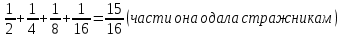 1/2 + 1/4 + 1/8 + 1/16 = 15/16 (части она одала стражникам)